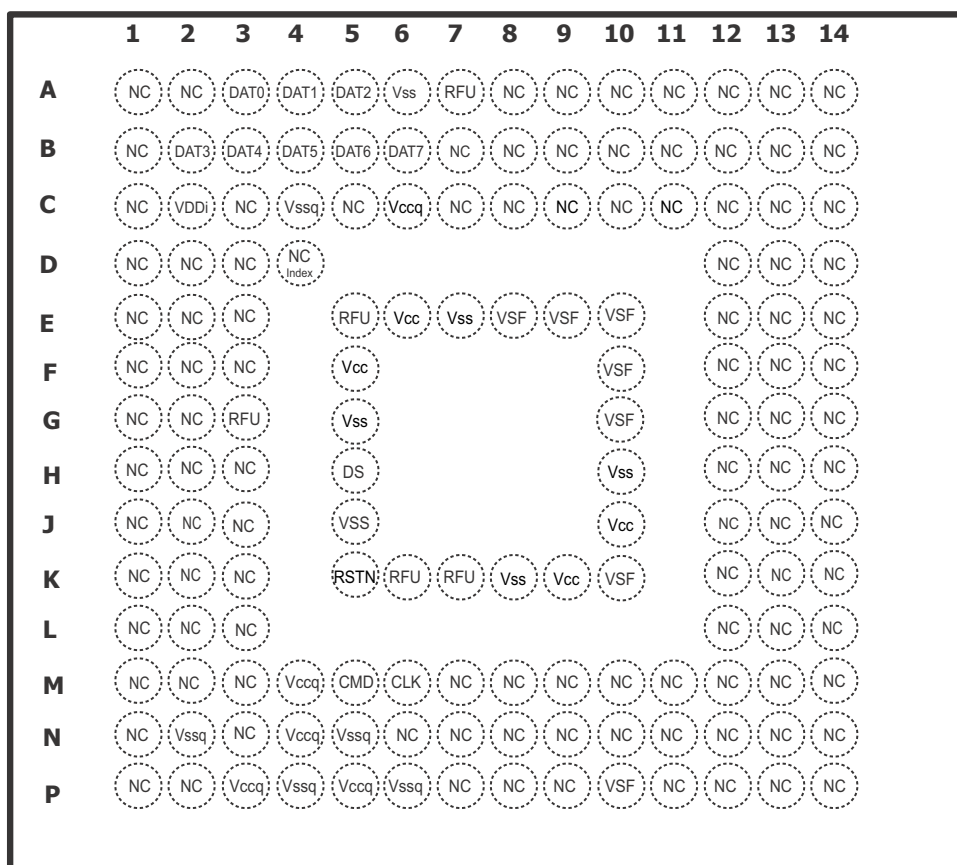 1 2 3 4 5 6 7 8 9 10 11 12 13 14
A NC NC DAT0 DAT1 DAT2 Vss RFU NC NC NC NC NC NC NC
B NC DAT3 DAT4 DAT5 DAT6 DAT7 NC NC NC NC NC NC NC NC
C NC VDDi NC Vssq NC Vccq NC NC NC NC NC NC NC NC
D NC NC NC NC Index NC NC NC
E NC NC NC RFU Vcc Vss VSF VSF VSF NC NC NC
F NC NC NC Vcc VSF NC NC NC
G NC NC RFU Vss VSF NC NC NC
H NC NC NC DS Vss NC NC NC
J NC NC NC VSS Vcc NC NC NC
K NC NC NC RSTN RFU RFU Vss Vcc VSF NC NC NC
L NC NC NC NC NC NC
M NC NC NC Vccq CMD CLK NC NC NC NC NC NC NC NC
N NC Vssq NC Vccq Vssq NC NC NC NC NC NC NC NC NC
P NC NC Vccq Vssq Vccq Vssq NC NC NC VSF NC NC NC NC